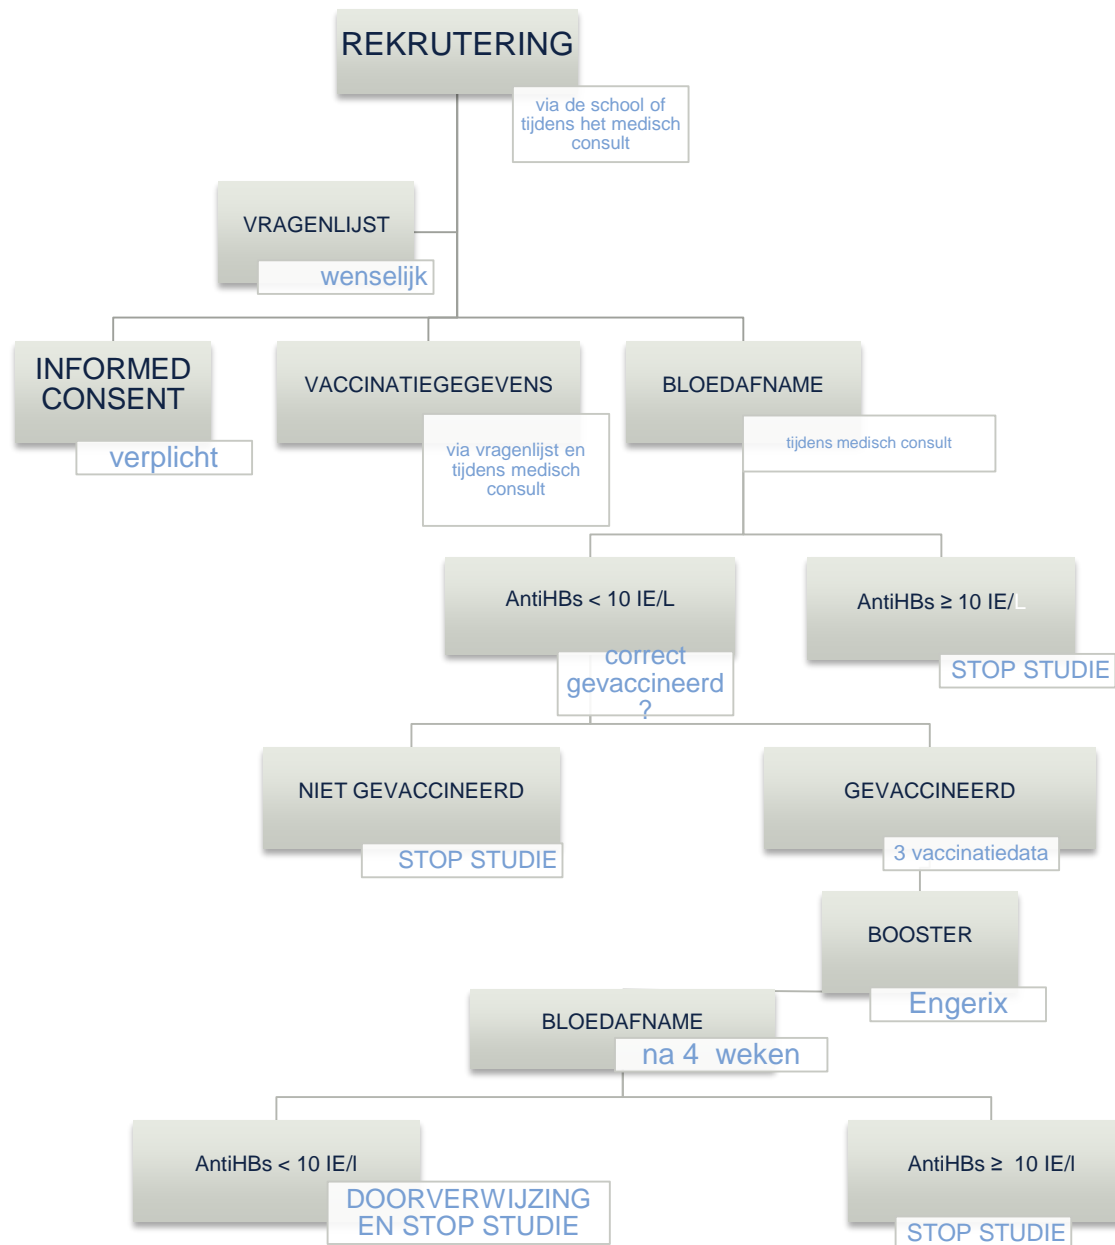 REKRUTERING
via de school of
tijdens het medisch
consult
VRAGENLIJST
wenselijk
INFORMED
CONSENT
verplicht
VACCINATIEGEGEVENS
via vragenlijst en
tijdens medisch
consult
BLOEDAFNAME
tijdens medisch consult
AntiHBs < 10 IE/L
correct
gevaccineerd
?
AntiHBs ≥ 10 IE/L
STOP STUDIE
NIET GEVACCINEERD
STOP STUDIE
GEVACCINEERD
3 vaccinatiedata
BOOSTER
Engerix
BLOEDAFNAME
na 4 weken
AntiHBs < 10 IE/l
DOORVERWIJZING
EN STOP STUDIE
AntiHBs ≥ 10 IE/l
STOP STUDIE